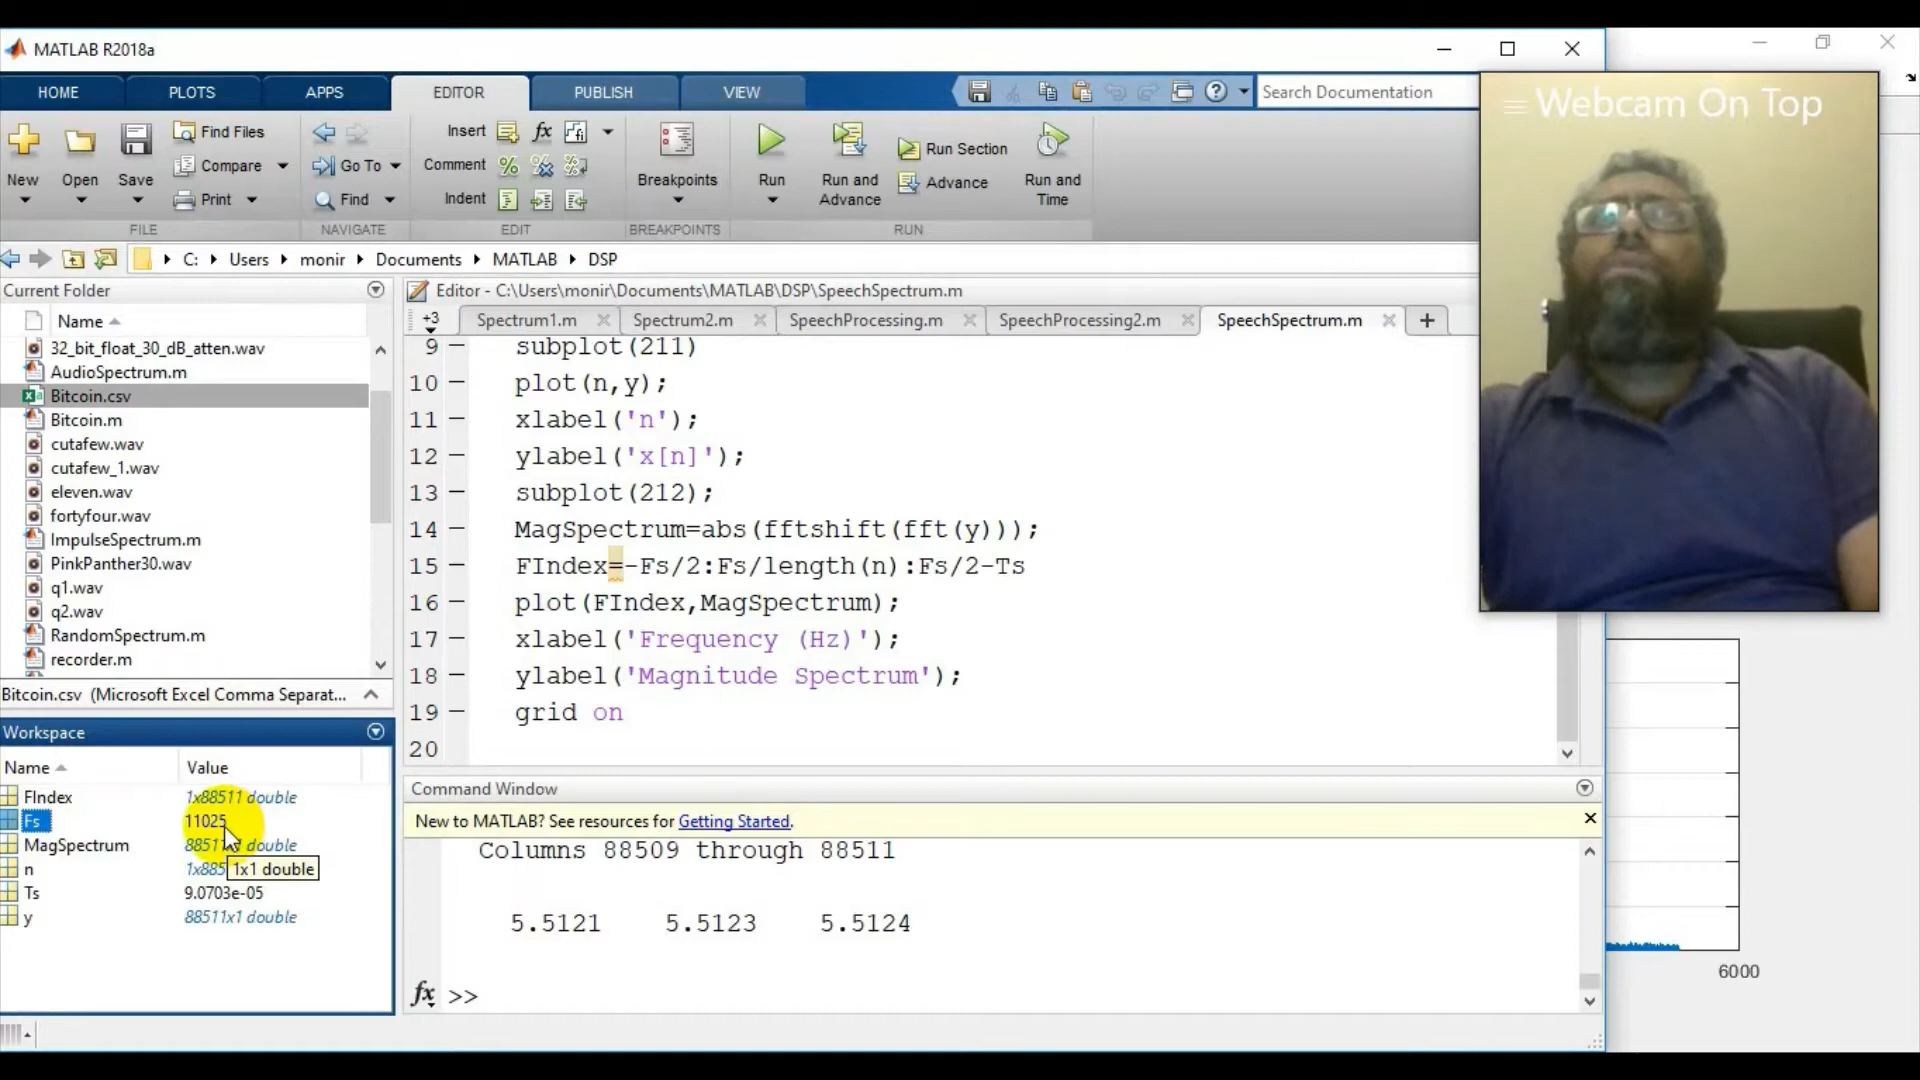 MATLAB R2018a
HOME PLOTS APPS EDITOR PUBLISH VIEW
Search Documentation
Webcam On Top
New Open Save Find Files Compare Print
Go To Find
Insert Comment Indent
fx
Breakpoints
Run Run and Advance Run Section Advance Run and Time
FILE NAVIGATE EDIT BREAKPOINTS RUN
C: Users monir Documents MATLAB DSP
Current Folder
Name
32_bit_float_30_dB_atten.wav
AudioSpectrum.m
Bitcoin.csv
Bitcoin.m
cutafew.wav
cutafew_1.wav
eleven.wav
fortyfour.wav
ImpulseSpectrum.m
PinkPanther30.wav
q1.wav
q2.wav
RandomSpectrum.m
recorder.m
Bitcoin.csv (Microsoft Excel Comma Separat...
Workspace
Name Value
FIndex 1x88511 double
Fs 11025
MagSpectrum double
n
1x1 double
Ts 9.0703e-05
y 88511x1 double
Editor - C:\Users\monir\Documents\MATLAB\DSP\SpeechSpectrum.m
+3 Spectrum1.m Spectrum2.m SpeechProcessing.m SpeechProcessing2.m SpeechSpectrum.m +
9 - subplot(211)
10 - plot(n,y);
11 - xlabel('n');
12 - ylabel('x[n]');
13 - subplot(212);
14 - MagSpectrum=abs(fftshift(fft(y)));
15 - FIndex=-Fs/2:Fs/length(n):Fs/2-Ts
16 - plot(FIndex,MagSpectrum);
17 - xlabel('Frequency (Hz)');
18 - ylabel('Magnitude Spectrum');
19 - grid on
20
Command Window
New to MATLAB? See resources for Getting Started.
Columns 88509 through 88511
5.5121 5.5123 5.5124
fx >>
6000